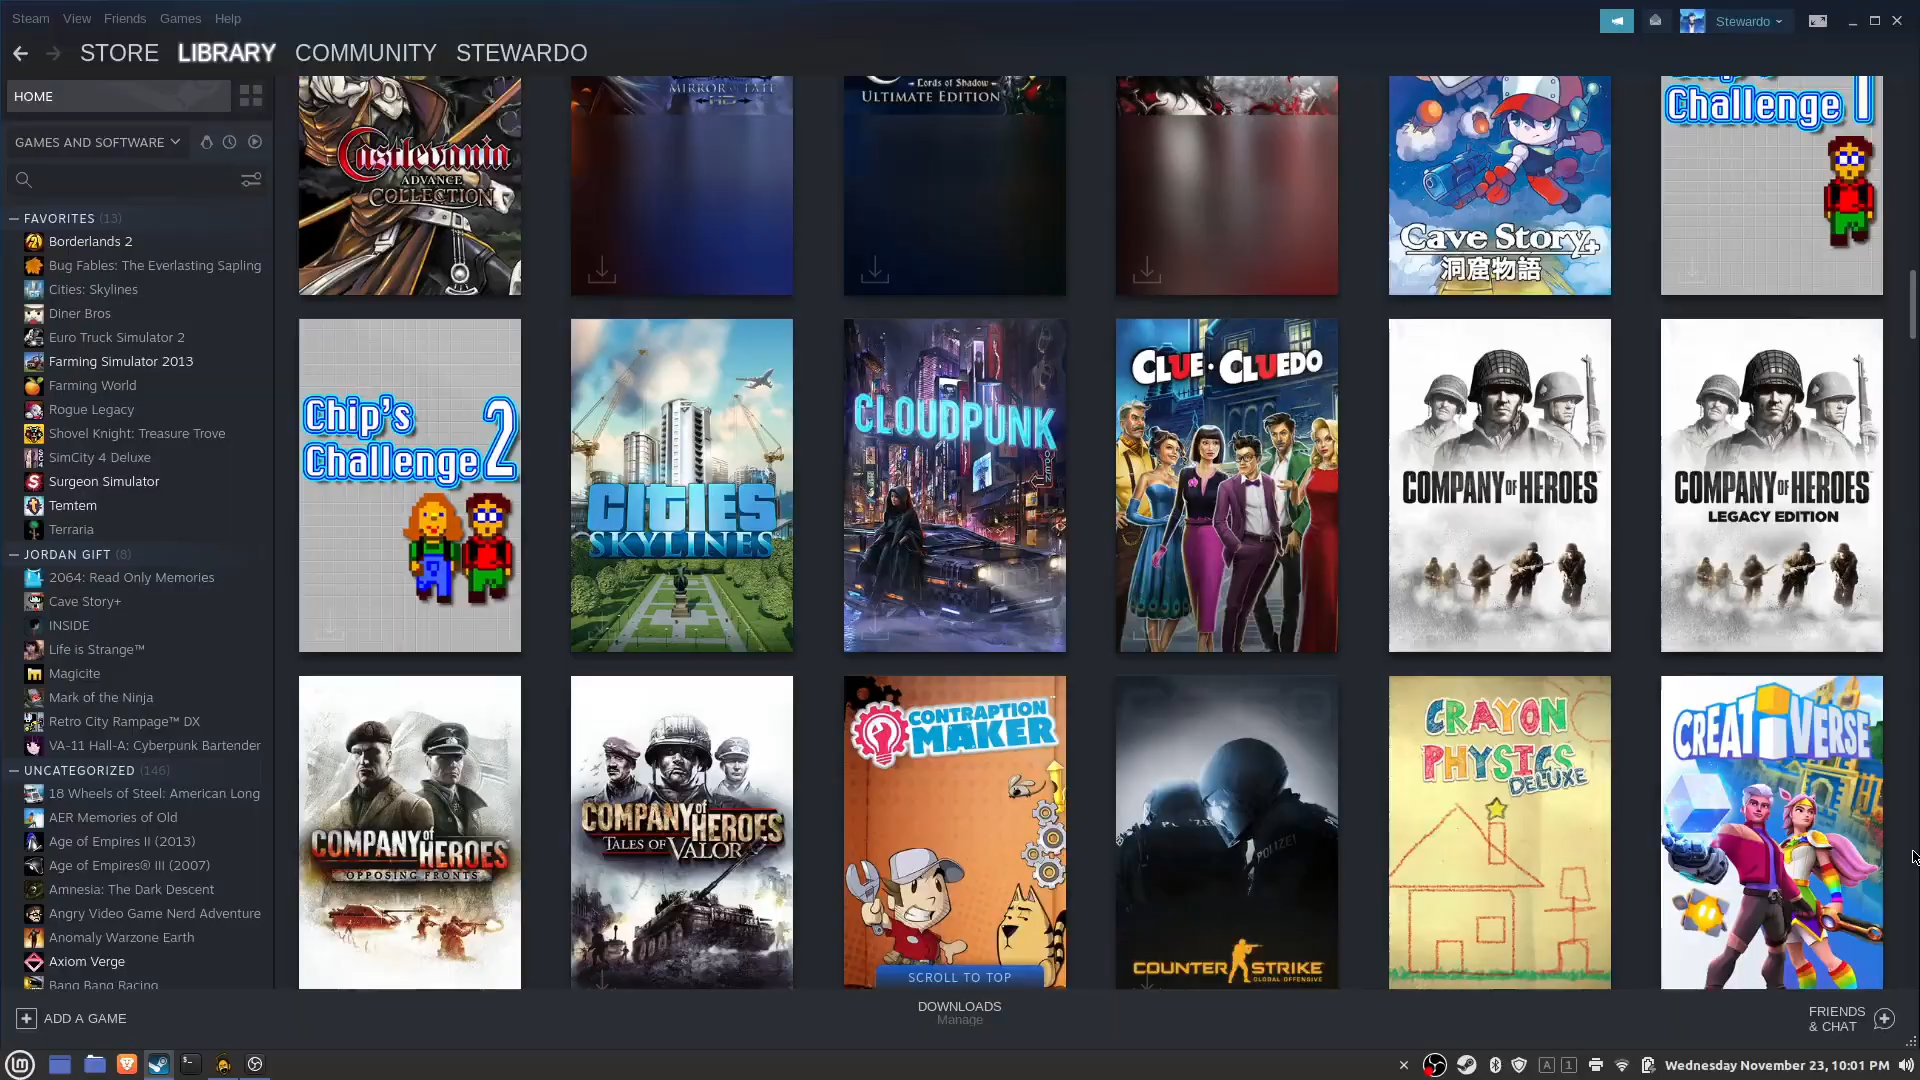 Steam View Friends Games Help
Stewardo
STORE LIBRARY COMMUNITY STEWARDO
HOME
GAMES AND SOFTWARE
FAVORITES (13)
Borderlands 2
Bug Fables: The Everlasting Sapling
Cities: Skylines
Diner Bros
Euro Truck Simulator 2
Farming Simulator 2013
Farming World
Rogue Legacy
Shovel Knight: Treasure Trove
SimCity 4 Deluxe
Surgeon Simulator
Temtem
Terraria
JORDAN GIFT (8)
2064: Read Only Memories
Cave Story+
INSIDE
Life is Strange™
Magicite
Mark of the Ninja
Retro City Rampage™ DX
VA-11 Hall-A: Cyberpunk Bartender
UNCATEGORIZED (146)
18 Wheels of Steel: American Long
AER Memories of Old
Age of Empires II (2013)
Age of Empires® III (2007)
Amnesia: The Dark Descent
Angry Video Game Nerd Adventure
Anomaly Warzone Earth
Axiom Verge
Bang Bang Racing
Castlevania
ADVANCE
COLLECTION
MIRROR OF FATE
HD
Lords of Shadow
ULTIMATE EDITION
Cave Story+
洞窟物語
Challenge 1
Chip's
Challenge 2
CITIES
SKYLINES
CLOUDPUNK
OPEN
CLUE · CLUEDO
COMPANY OF HEROES
COMPANY OF HEROES
LEGACY EDITION
COMPANY OF HEROES
OPPOSING FRONTS
COMPANY OF HEROES
TALES OF VALOR
CONTRAPTION
MAKER
POLIZEI
COUNTER STRIKE
GLOBAL OFFENSIVE
CRAYON
PHYSICS
DELUXE
CREATIVERSE
SCROLL TO TOP
ADD A GAME
DOWNLOADS
Manage
FRIENDS
& CHAT
A 1 Wednesday November 23, 10:01 PM